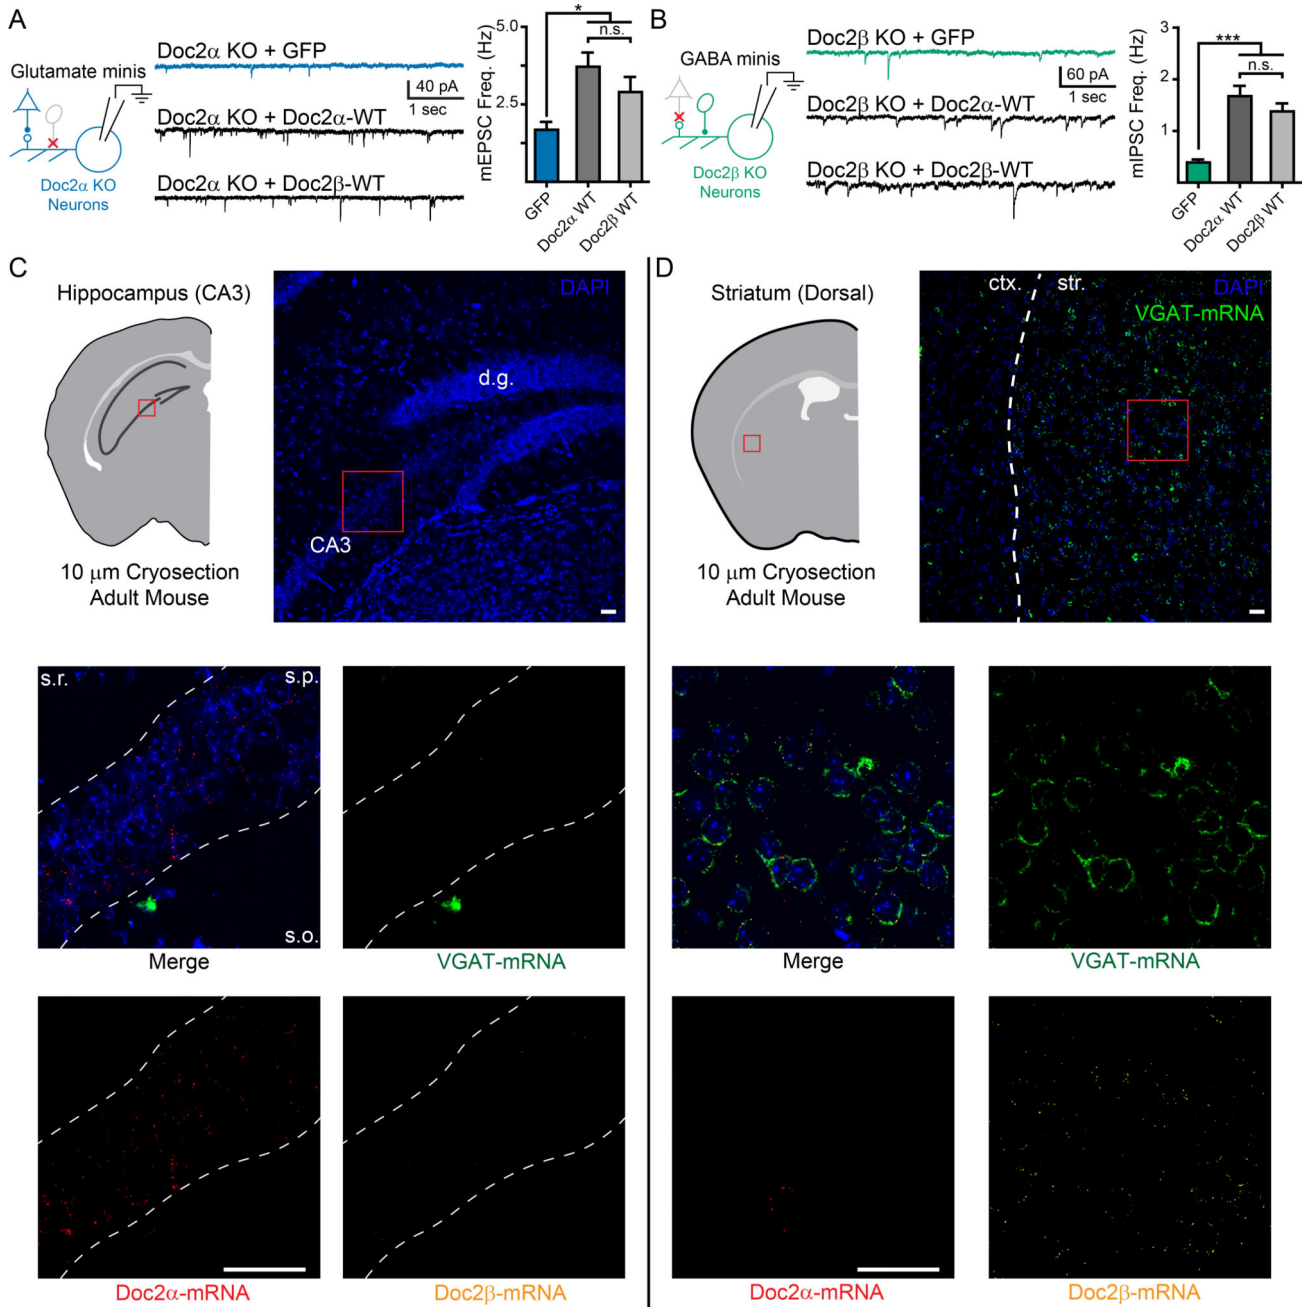 A
Glutamate minis
Doc2α KO
Neurons
Doc2α KO + GFP
40 pA
1 sec
Doc2α KO + Doc2α-WT
Doc2α KO + Doc2β-WT
mEPSC Freq. (Hz)
5.0
2.5
*
n.s.
GFP
Doc2α WT
Doc2β WT
B
GABA minis
Doc2β KO
Neurons
Doc2β KO + GFP
60 pA
1 sec
Doc2β KO + Doc2α-WT
Doc2β KO + Doc2β-WT
mIPSC Freq. (Hz)
3
2
1
***
n.s.
GFP
Doc2α WT
Doc2β WT
C
Hippocampus (CA3)
10 μm Cryosection
Adult Mouse
DAPI
d.g.
CA3
s.r.
s.p.
s.o.
Merge
VGAT-mRNA
Doc2α-mRNA
Doc2β-mRNA
D
Striatum (Dorsal)
10 μm Cryosection
Adult Mouse
ctx.
str.
DAPI
VGAT-mRNA
Merge
VGAT-mRNA
Doc2α-mRNA
Doc2β-mRNA